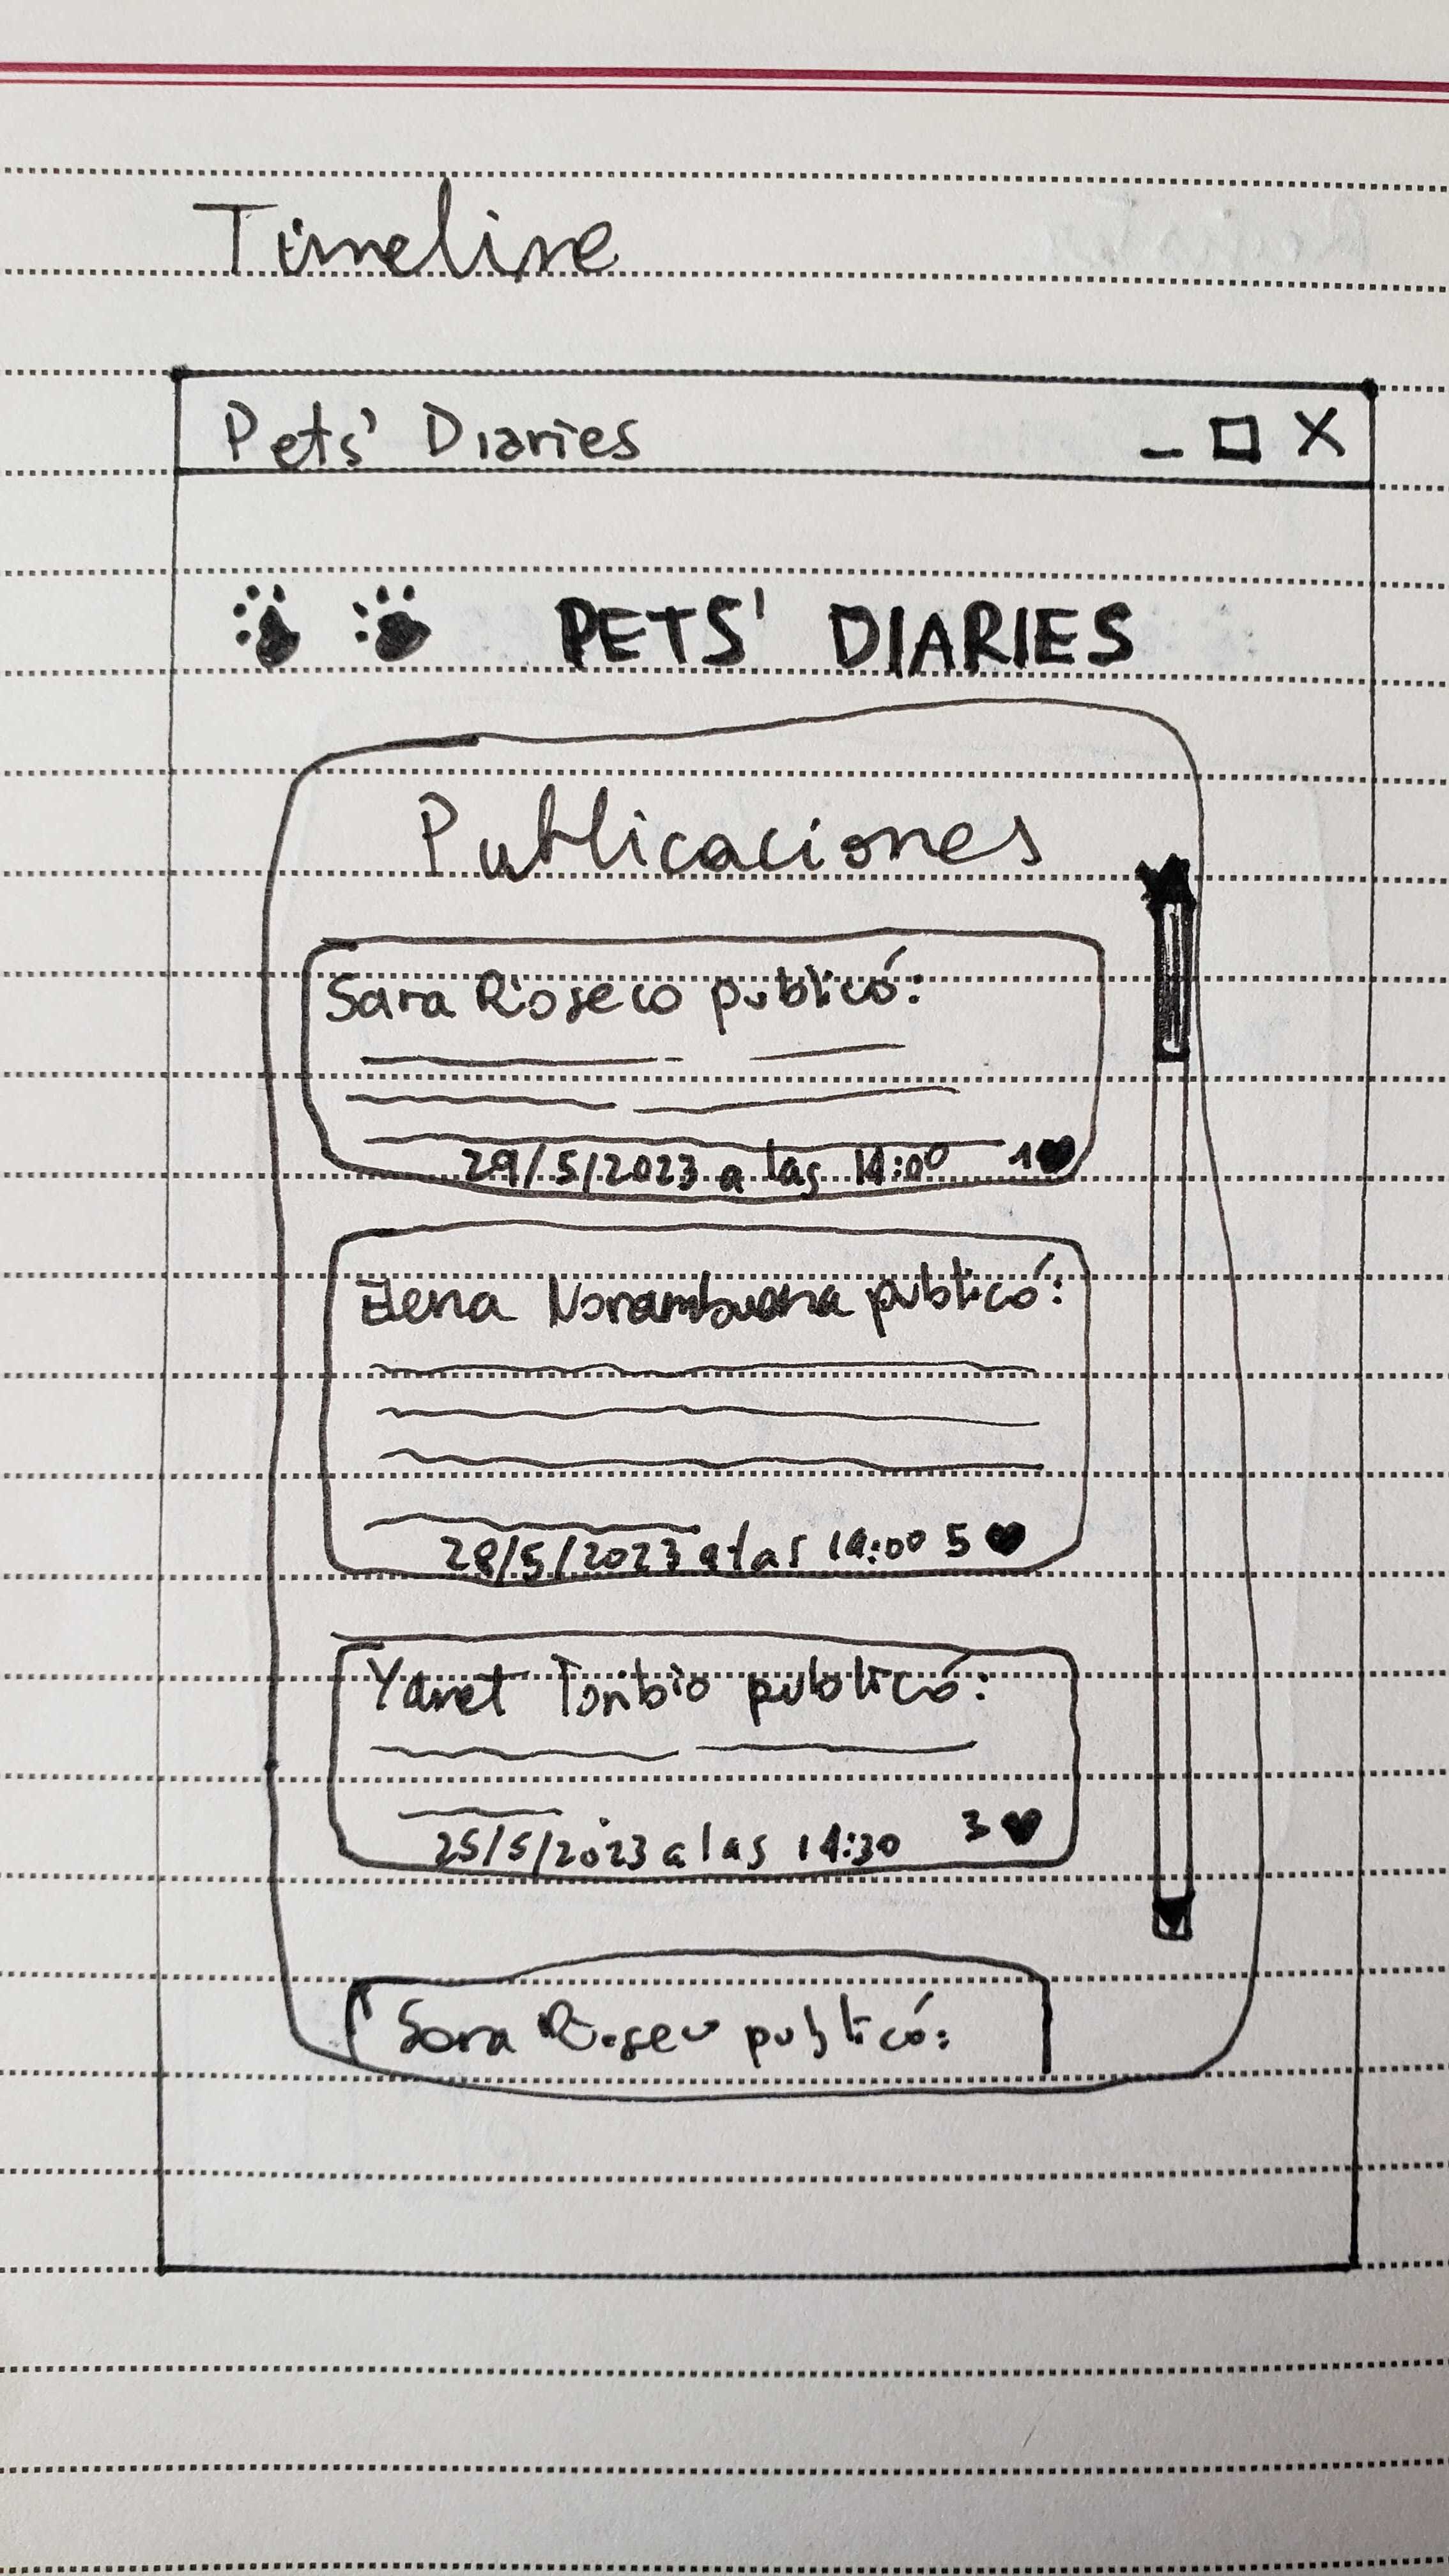 Timeline
Pets' Diaries
PETS' DIARIES
Publicaciones
Sara Rioseco publicó:
29/5/2023 a las 14:00 1♥
Elena Norambuena publicó:
28/5/2023 a las 14:00 5♥
Yanet Toribio publicó:
25/5/2023 a las 14:30 3♥
Sara Rioseco publicó: